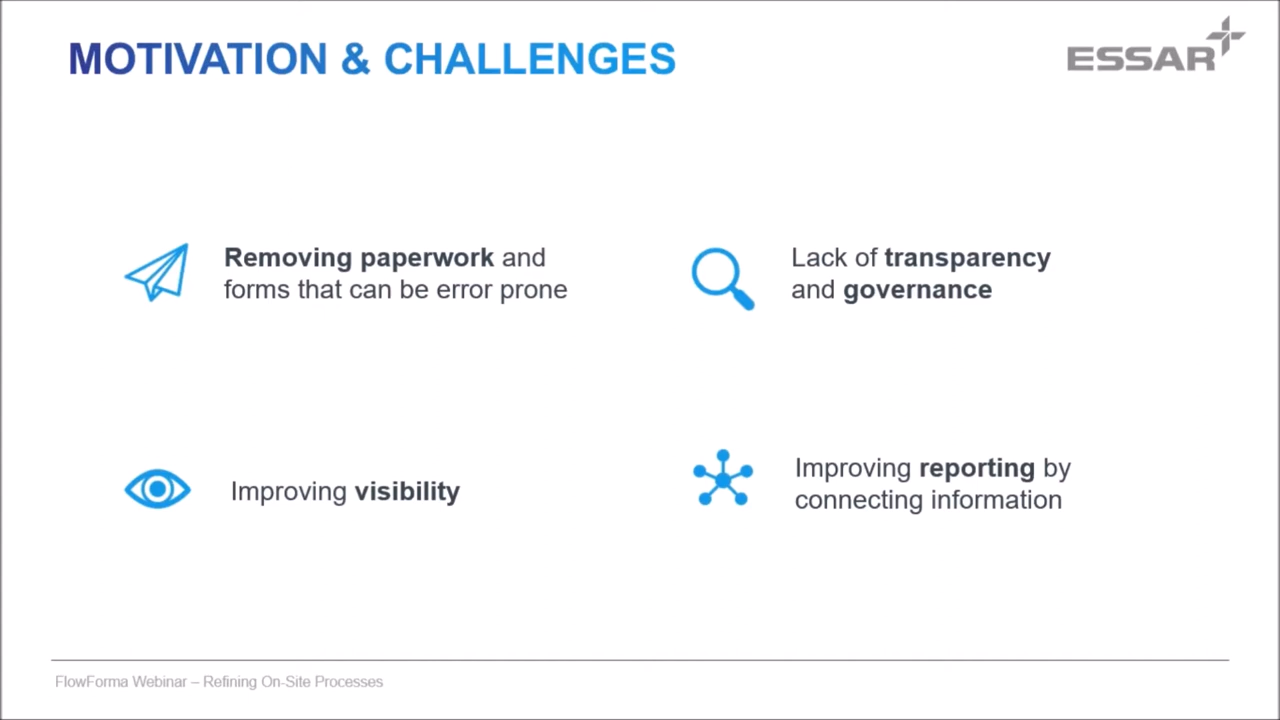 MOTIVATION & CHALLENGES
ESSAR
Removing paperwork and
forms that can be error prone
Lack of transparency
and governance
Improving visibility
Improving reporting by
connecting information
FlowForma Webinar – Refining On-Site Processes